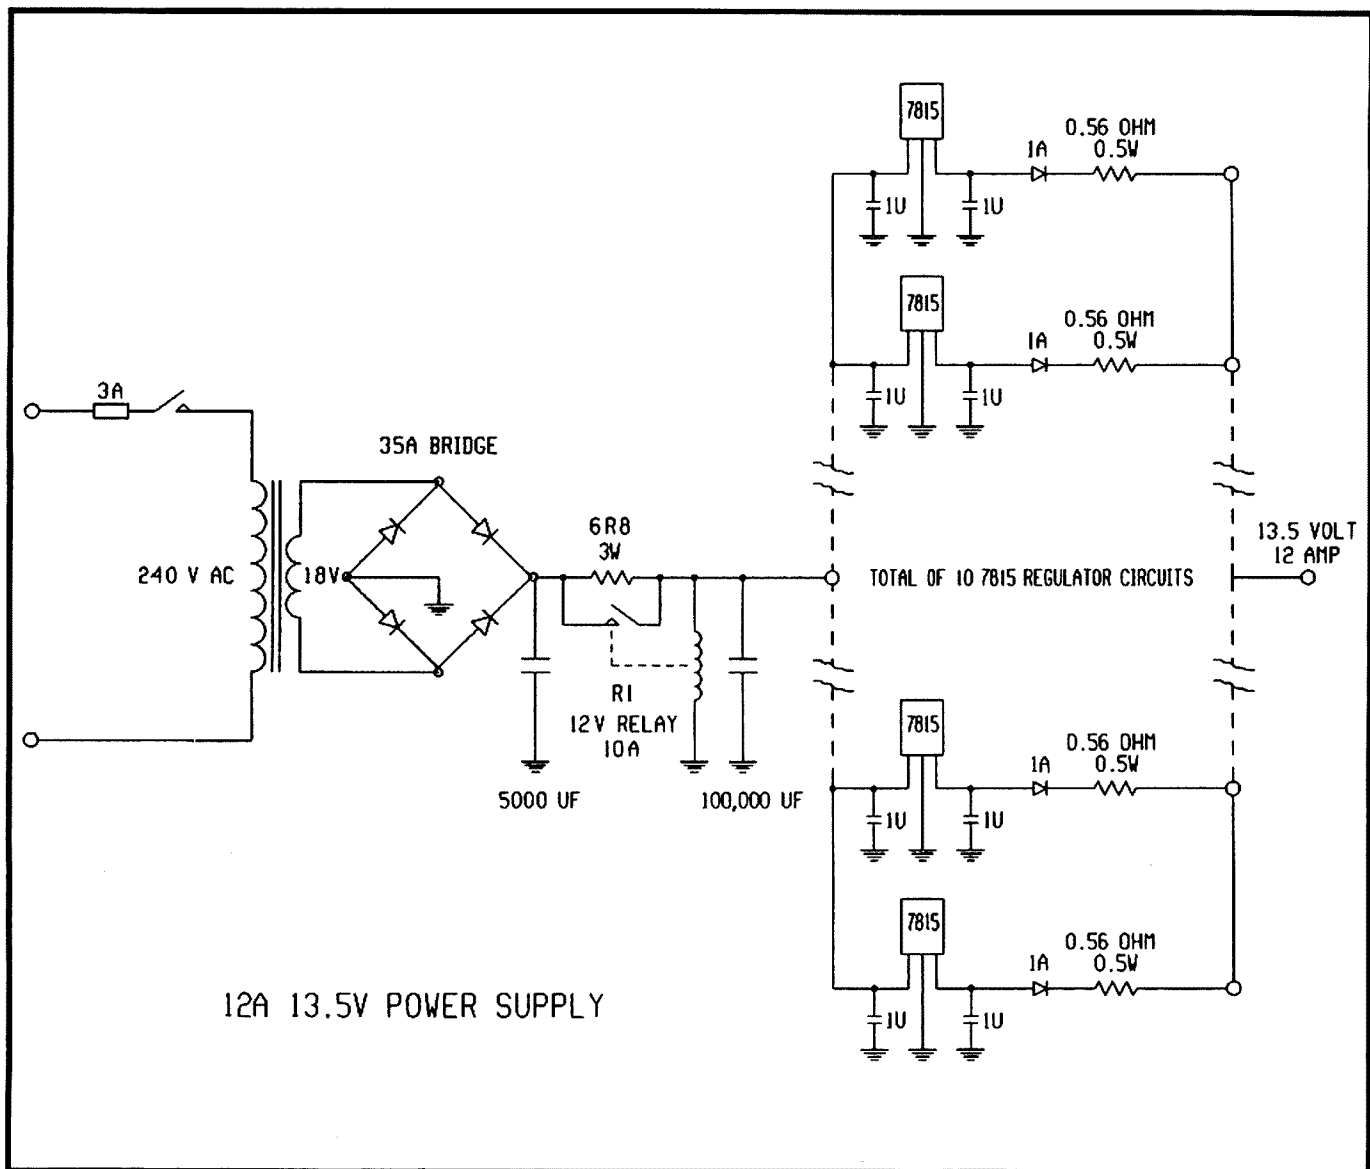 7815
0.56 OHM
0.5W
1A
1U
1U
7815
0.56 OHM
0.5W
1A
1U
1U
3A
35A BRIDGE
240 V AC
18V
6R8
3W
R1
12V RELAY
10A
5000 UF
100,000 UF
TOTAL OF 10 7815 REGULATOR CIRCUITS
13.5 VOLT
12 AMP
7815
0.56 OHM
0.5W
1A
1U
1U
7815
0.56 OHM
0.5W
1A
1U
1U
12A 13.5V POWER SUPPLY